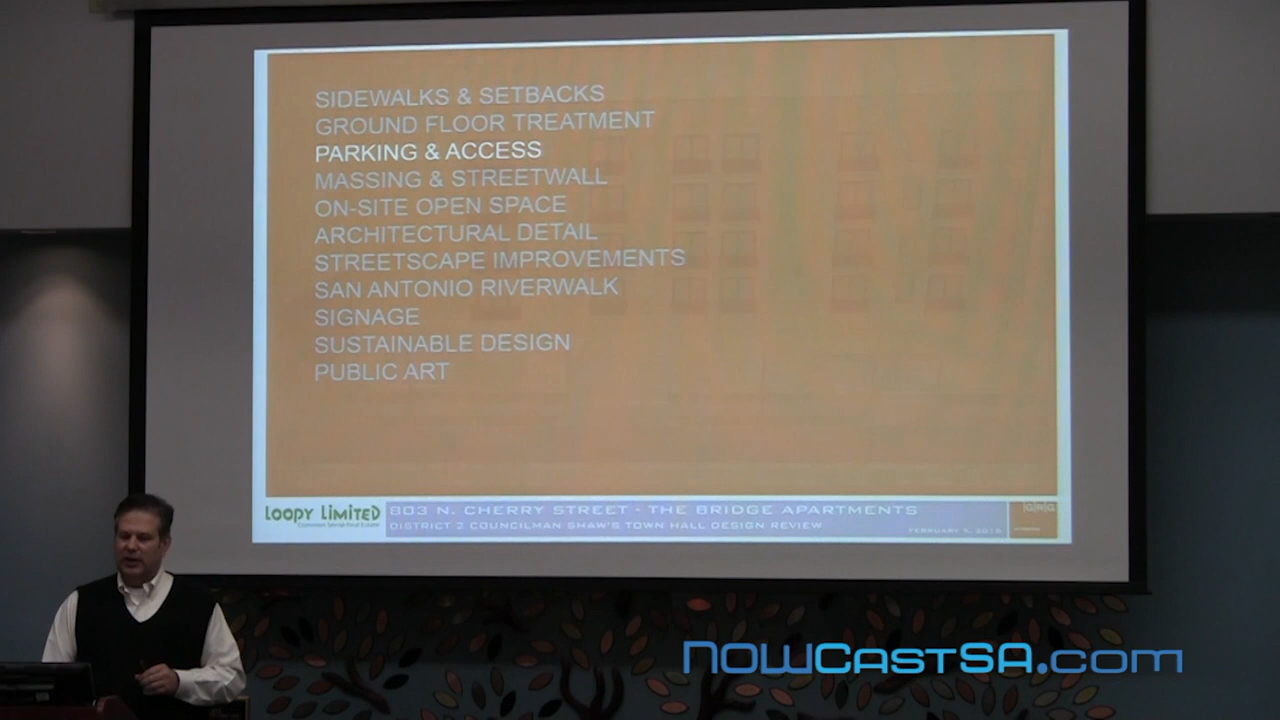 SIDEWALKS & SETBACKS
GROUND FLOOR TREATMENT
PARKING & ACCESS
MASSING & STREETWALL
ON-SITE OPEN SPACE
ARCHITECTURAL DETAIL
STREETSCAPE IMPROVEMENTS
SAN ANTONIO RIVERWALK
SIGNAGE
SUSTAINABLE DESIGN
PUBLIC ART
LOOPY LIMITED
803 N. CHERRY STREET - THE BRIDGE APARTMENTS
DISTRICT 2 COUNCILMAN SHAW'S TOWN HALL DESIGN REVIEW
FEBRUARY
NOWCastSA.com